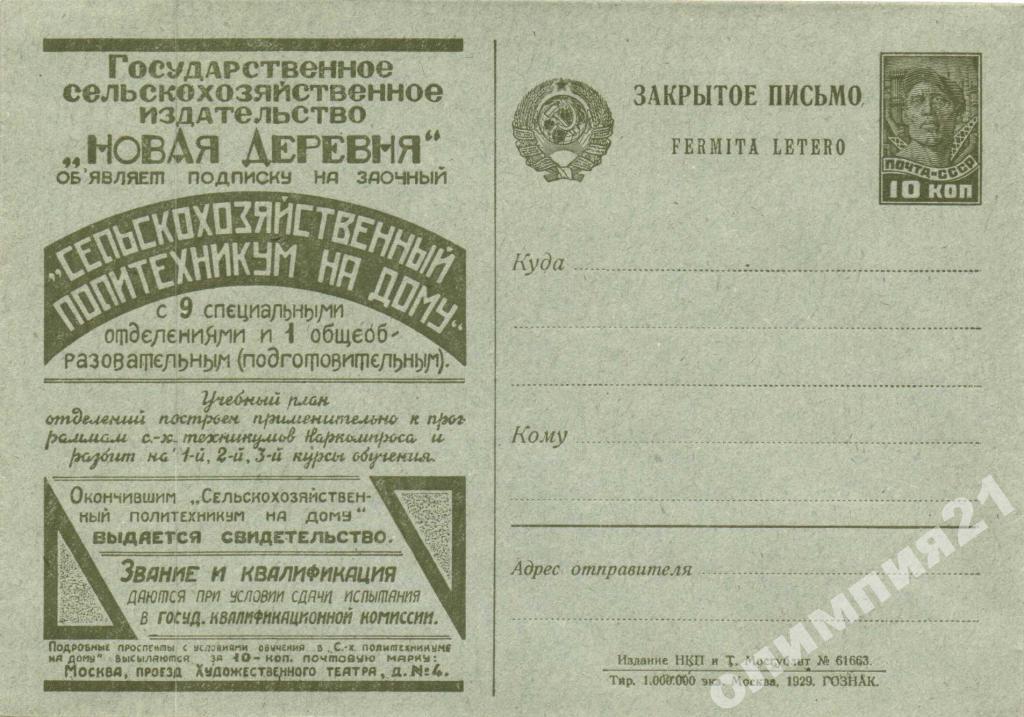 Государственное
сельскохозяйственное
издательство
„Новая Деревня“
об'являет подписку на заочный
„Сельскохозяйственный
политехникум на дому“
с 9 специальными
отделениями и 1 общеоб-
разовательным (подготовительным).
Учебный план
отделений построен применительно к прог
раммам с.-х. техникумов Наркомпроса и
разбит на 1-й, 2-й, 3-й курсы обучения.
Окончившим „Сельскохозяйствен-
ный политехникум на дому“
выдается свидетельство.
Звание и квалификация
даются при условии сдачи испытания
в госуд. квалификационной комиссии.
Подробные проспекты с условиями обучения в „С.-х. политехникуме
на дому“ высылаются за 10-коп. почтовую марку:
Москва, проезд Художественного театра, д. №4.
ЗАКРЫТОЕ ПИСЬМО
FERMITA LETERO
ПОЧТА-СССР
10 КОП
Куда
Кому
Адрес отправителя
Издание НКП и Т. Мосгублит № 61663.
Тир. 1.000.000 экз. Москва, 1929. ГОЗНАК.
олимпия21